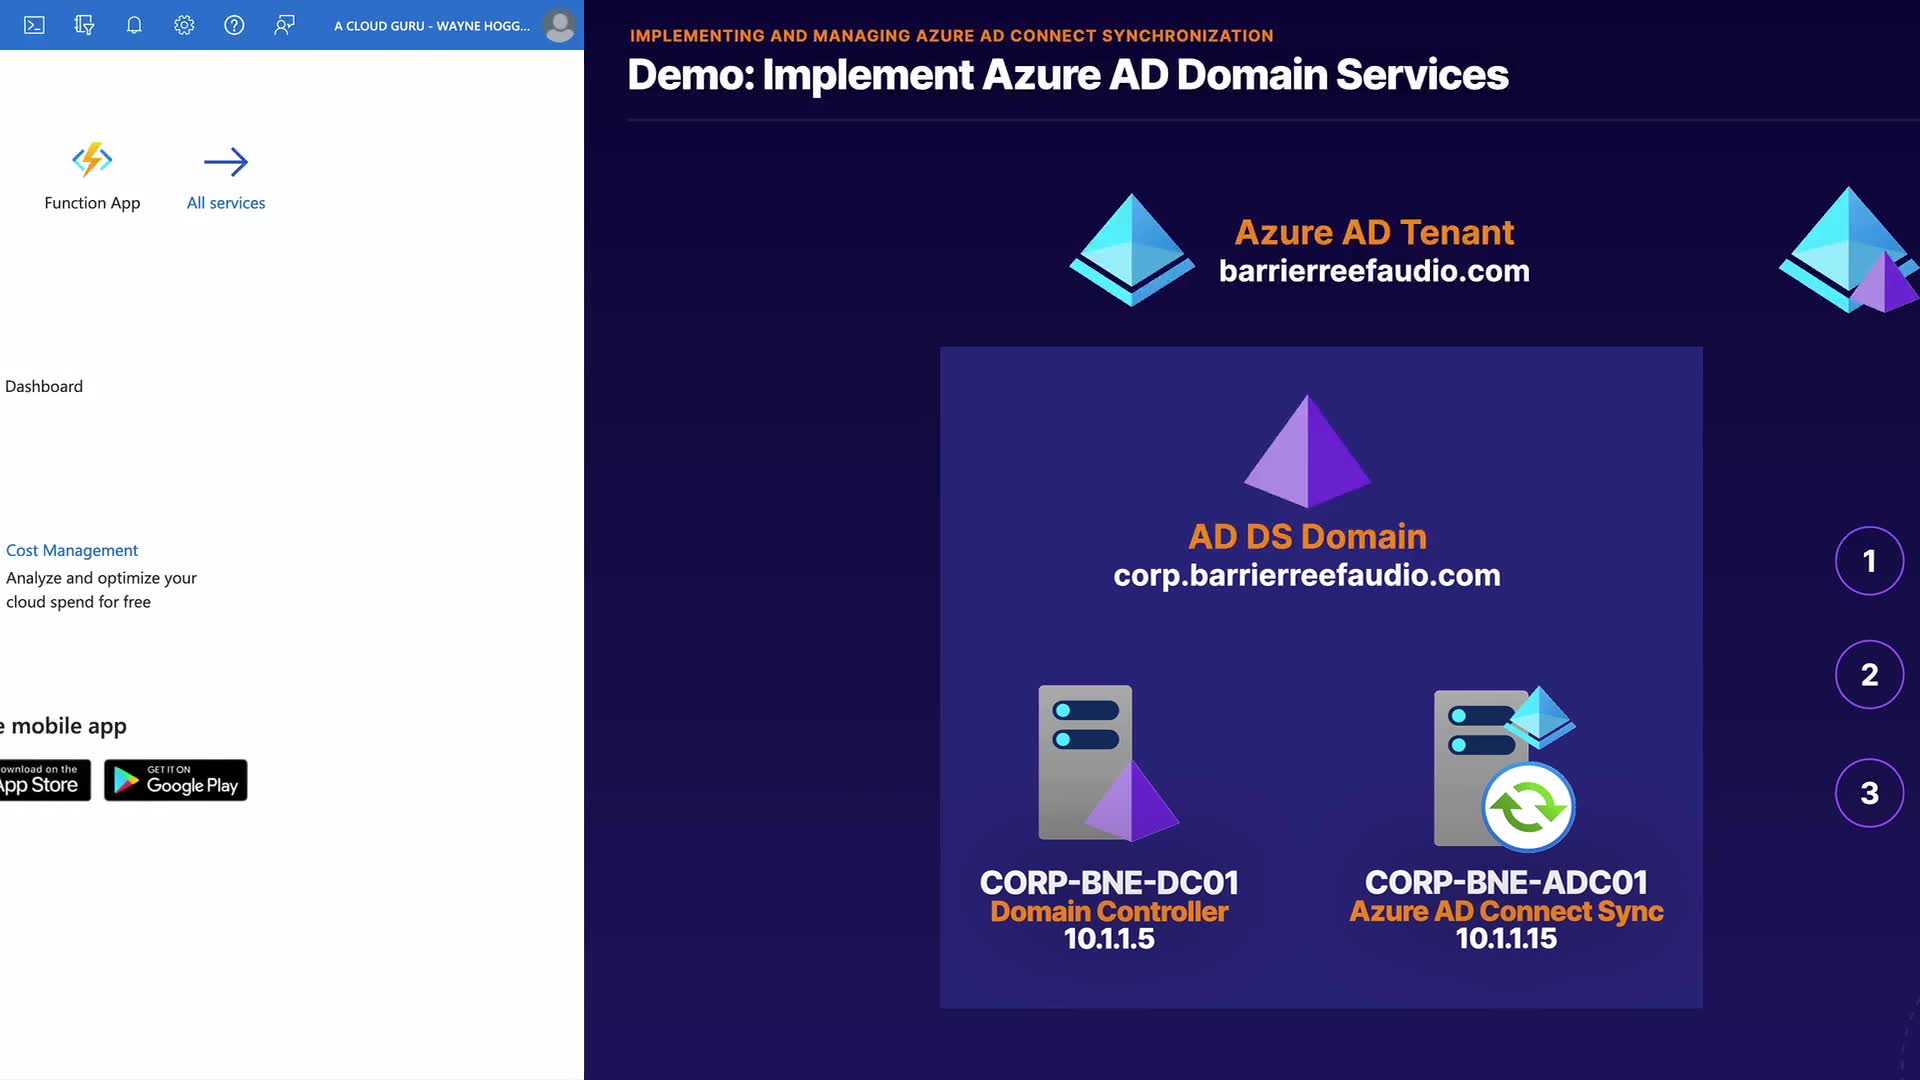 A CLOUD GURU - WAYNE HOGG...
Function App
All services
Dashboard
Cost Management
Analyze and optimize your
cloud spend for free
e mobile app
ownload on the
App Store
GET IT ON
Google Play
IMPLEMENTING AND MANAGING AZURE AD CONNECT SYNCHRONIZATION
Demo: Implement Azure AD Domain Services
Azure AD Tenant
barrierreefaudio.com
AD DS Domain
corp.barrierreefaudio.com
CORP-BNE-DC01
Domain Controller
10.1.1.5
CORP-BNE-ADC01
Azure AD Connect Sync
10.1.1.15
1
2
3